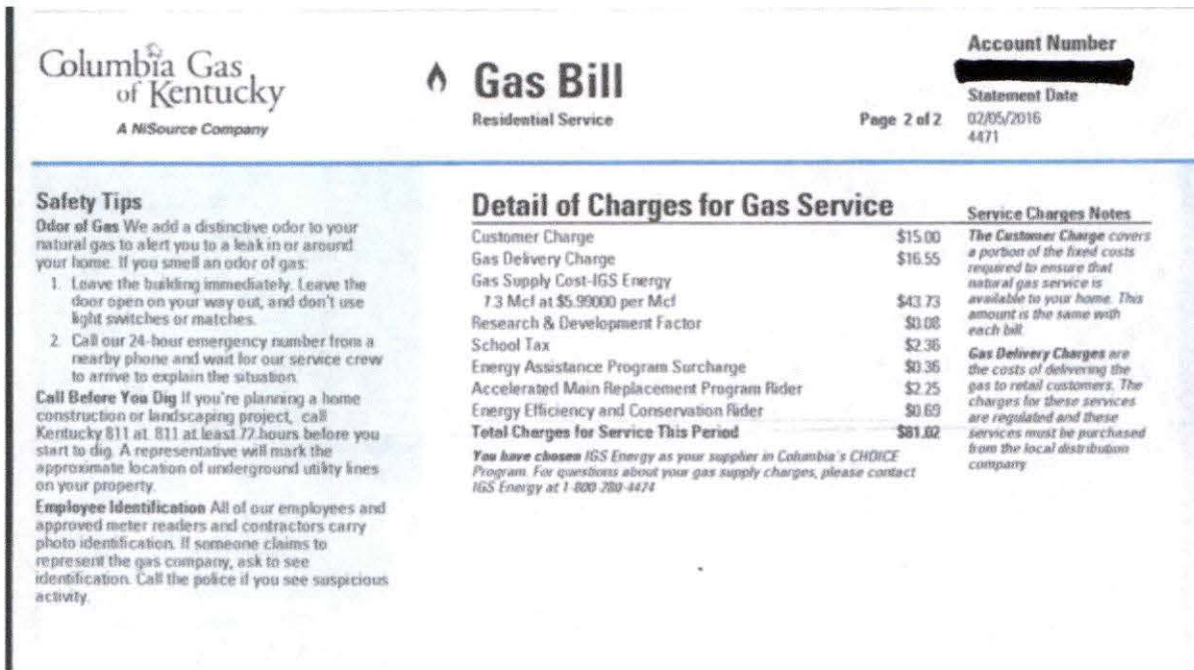 Columbia Gas
of Kentucky
A NiSource Company
Gas Bill
Residential Service
Page 2 of 2
Account Number
Statement Date
02/05/2016
4471
Safety Tips
Odor of Gas We add a distinctive odor to your
natural gas to alert you to a leak in or around
your home. If you smell an odor of gas:
1. Leave the building immediately. Leave the
door open on your way out, and don't use
light switches or matches.
2. Call our 24-hour emergency number from a
nearby phone and wait for our service crew
to arrive to explain the situation.
Call Before You Dig If you're planning a home
construction or landscaping project, call
Kentucky 811 at 811 at least 72 hours before you
start to dig. A representative will mark the
approximate location of underground utility lines
on your property.
Employee Identification All of our employees and
approved meter readers and contractors carry
photo identification. If someone claims to
represent the gas company, ask to see
identification. Call the police if you see suspicious
activity.
Detail of Charges for Gas Service
Customer Charge $15.00
Gas Delivery Charge $16.55
Gas Supply Cost-IGS Energy
7.3 Mcf at $5.99000 per Mcf $43.73
Research & Development Factor $0.08
School Tax $2.36
Energy Assistance Program Surcharge $0.36
Accelerated Main Replacement Program Rider $2.25
Energy Efficiency and Conservation Rider $0.69
Total Charges for Service This Period $81.02
You have chosen IGS Energy as your supplier in Columbia's CHOICE
Program. For questions about your gas supply charges, please contact
IGS Energy at 1-800-280-4474
Service Charges Notes
The Customer Charge covers
a portion of the fixed costs
required to ensure that
natural gas service is
available to your home. This
amount is the same with
each bill.
Gas Delivery Charges are
the costs of delivering the
gas to retail customers. The
charges for these services
are regulated and these
services must be purchased
from the local distribution
company